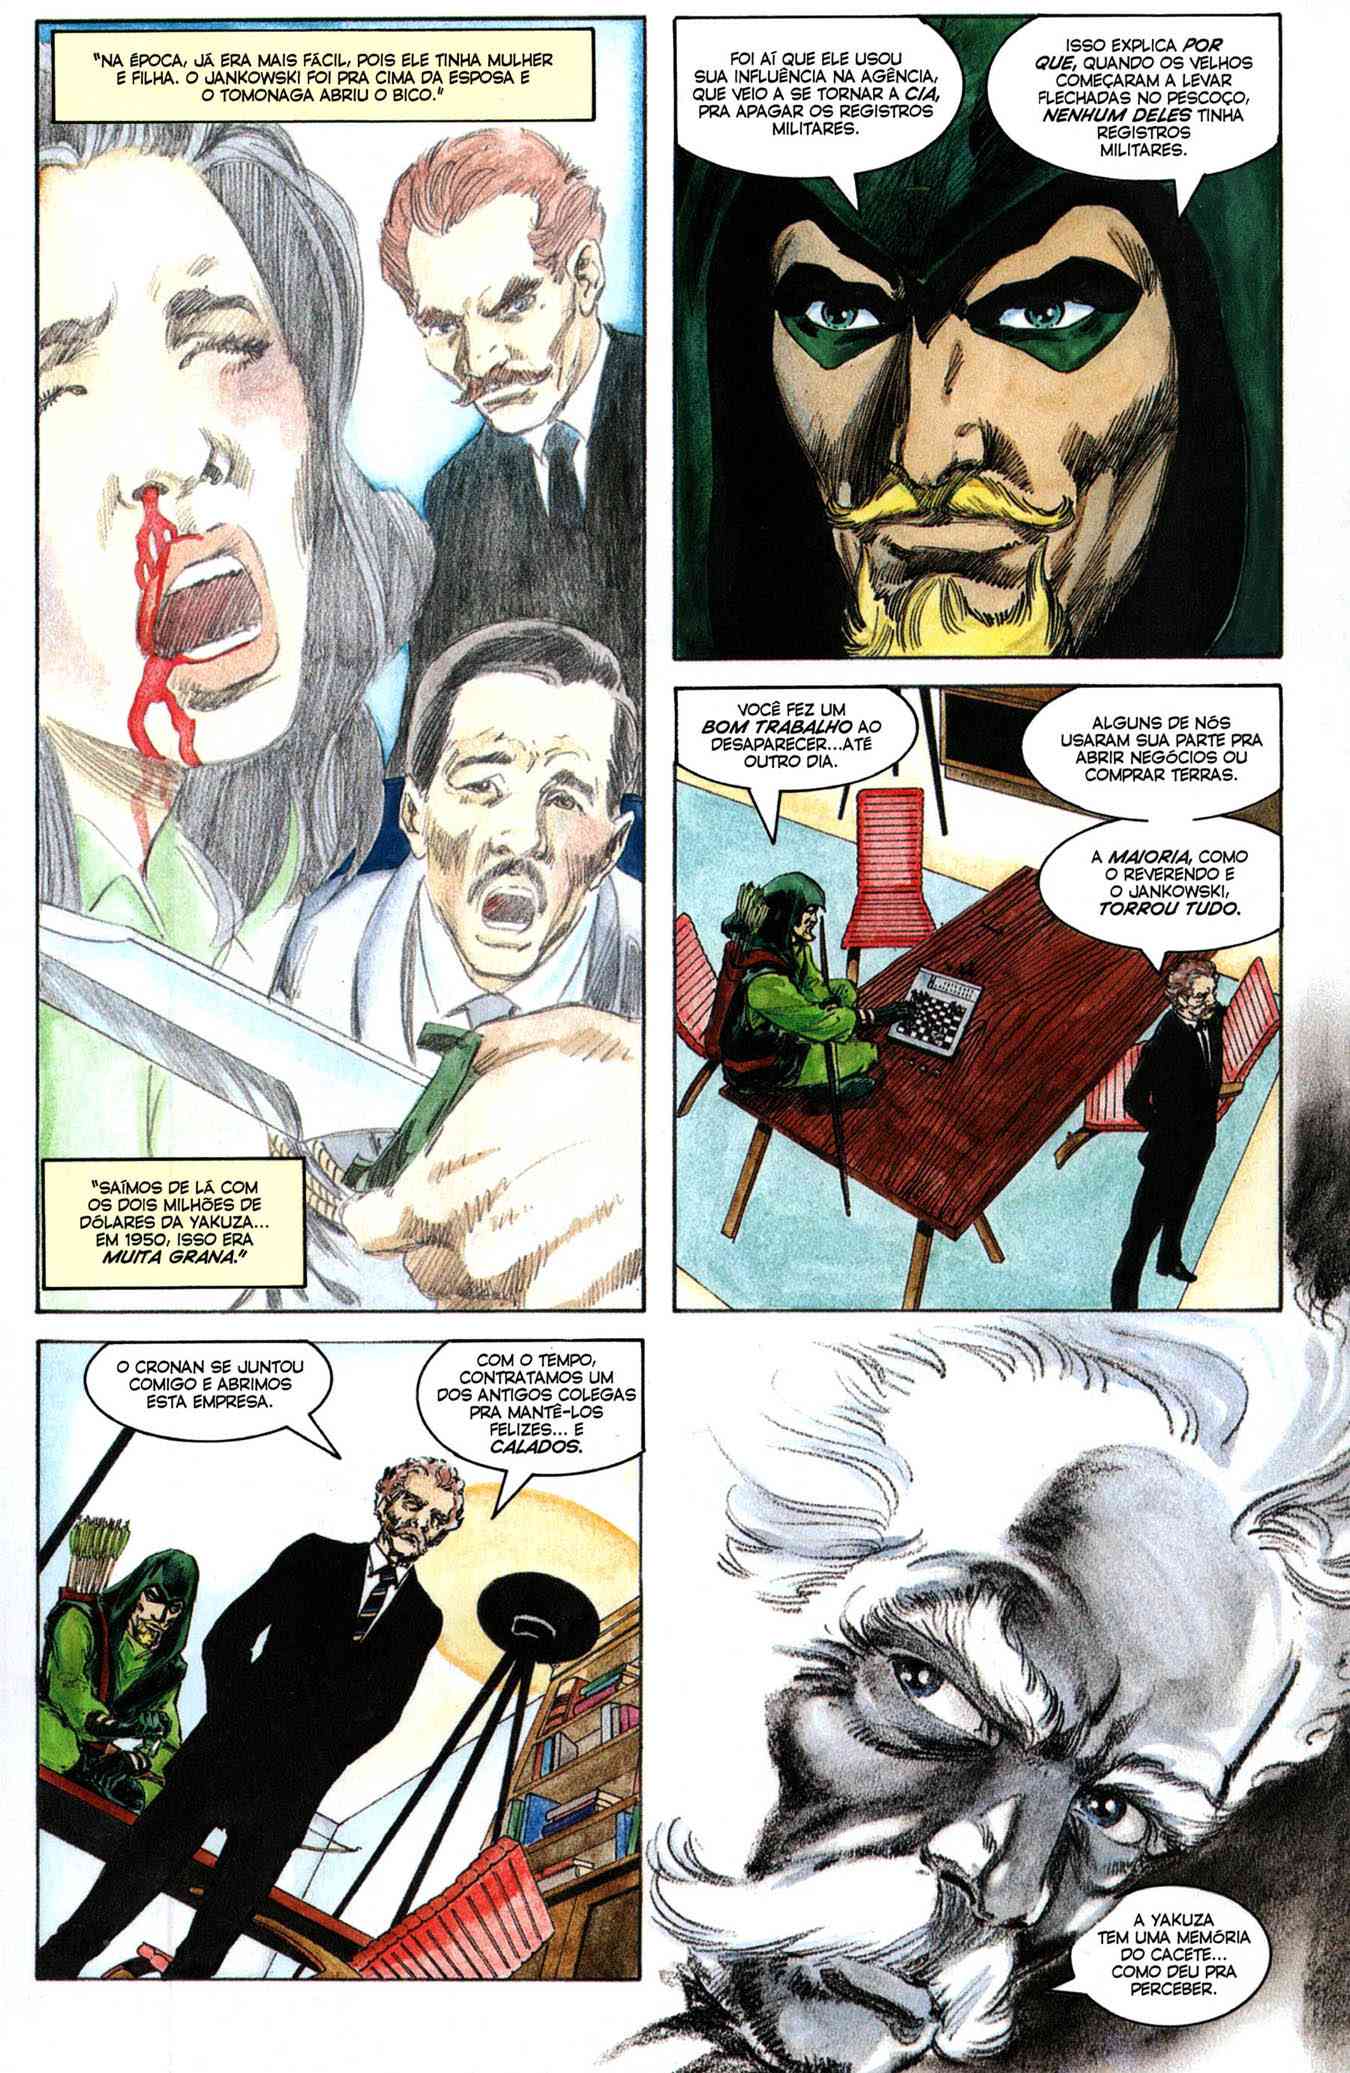 "NA ÉPOCA, JÁ ERA MAIS FÁCIL, POIS ELE TINHA MULHER
E FILHA. O JANKOWSKI FOI PRA CIMA DA ESPOSA E
O TOMONAGA ABRIU O BICO."
"SAÍMOS DE LÁ COM
OS DOIS MILHÕES DE
DÓLARES DA YAKUZA...
EM 1950, ISSO ERA
MUITA GRANA."
FOI AÍ QUE ELE USOU
SUA INFLUÊNCIA NA AGÊNCIA,
QUE VEIO A SE TORNAR A CIA,
PRA APAGAR OS REGISTROS
MILITARES.
ISSO EXPLICA POR
QUE, QUANDO OS VELHOS
COMEÇARAM A LEVAR
FLECHADAS NO PESCOÇO,
NENHUM DELES TINHA
REGISTROS
MILITARES.
VOCÊ FEZ UM
BOM TRABALHO AO
DESAPARECER...ATÉ
OUTRO DIA.
ALGUNS DE NÓS
USARAM SUA PARTE PRA
ABRIR NEGÓCIOS OU
COMPRAR TERRAS.
A MAIORIA, COMO
O REVERENDO E
O JANKOWSKI,
TORROU TUDO.
O CRONAN SE JUNTOU
COMIGO E ABRIMOS
ESTA EMPRESA.
COM O TEMPO,
CONTRATAMOS UM
DOS ANTIGOS COLEGAS
PRA MANTÊ-LOS
FELIZES... E
CALADOS.
A YAKUZA
TEM UMA MEMÓRIA
DO CACETE...
COMO DEU PRA
PERCEBER.